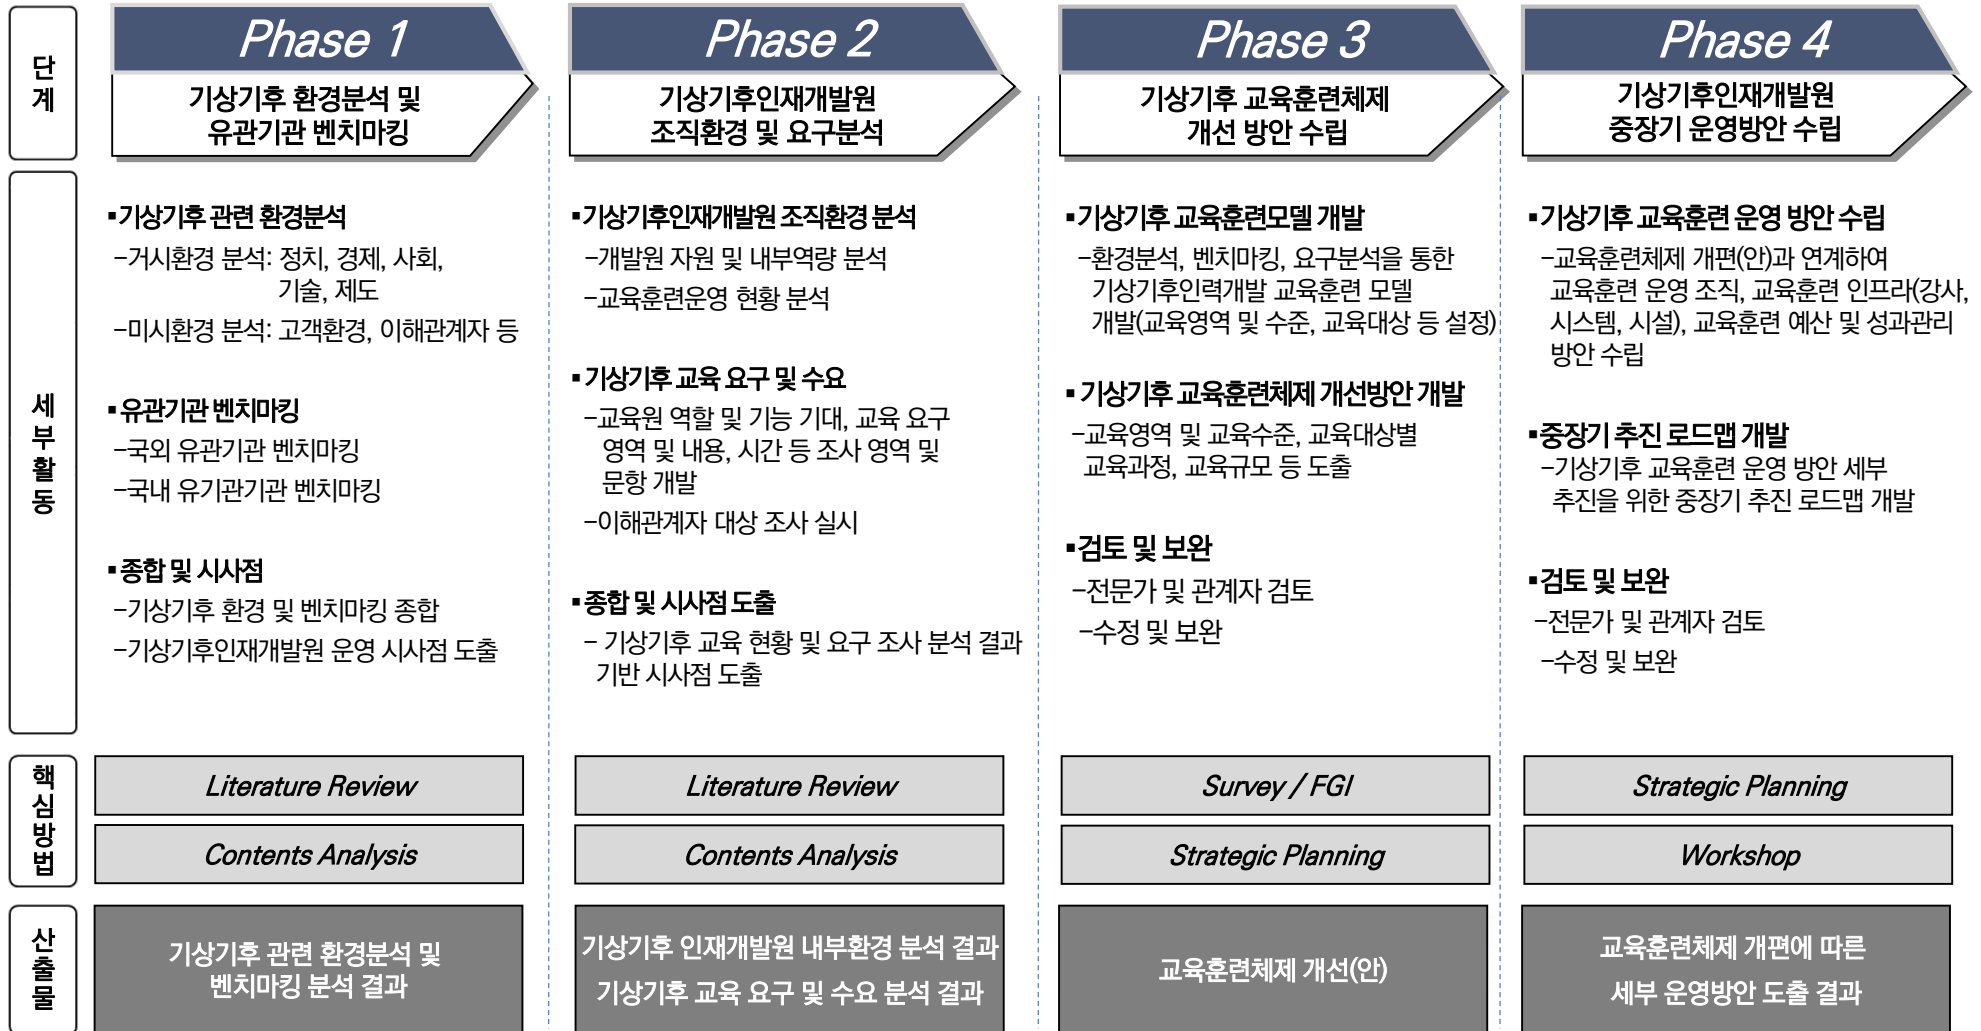 단계
Phase 1
기상기후 환경분석 및
유관기관 벤치마킹
Phase 2
기상기후인재개발원
조직환경 및 요구분석
Phase 3
기상기후 교육훈련체제
개선 방안 수립
Phase 4
기상기후인재개발원
중장기 운영방안 수립
세부활동
▪기상기후 관련 환경분석
-거시환경 분석: 정치, 경제, 사회,
기술, 제도
-미시환경 분석: 고객환경, 이해관계자 등
▪유관기관 벤치마킹
-국외 유관기관 벤치마킹
-국내 유기관기관 벤치마킹
▪종합 및 시사점
-기상기후 환경 및 벤치마킹 종합
-기상기후인재개발원 운영 시사점 도출
▪기상기후인재개발원 조직환경 분석
-개발원 자원 및 내부역량 분석
-교육훈련운영 현황 분석
▪기상기후 교육 요구 및 수요
-교육원 역할 및 기능 기대, 교육 요구
영역 및 내용, 시간 등 조사 영역 및
문항 개발
-이해관계자 대상 조사 실시
▪종합 및 시사점 도출
- 기상기후 교육 현황 및 요구 조사 분석 결과
기반 시사점 도출
▪기상기후 교육훈련모델 개발
-환경분석, 벤치마킹, 요구분석을 통한
기상기후인력개발 교육훈련 모델
개발(교육영역 및 수준, 교육대상 등 설정)
▪기상기후 교육훈련체제 개선방안 개발
-교육영역 및 교육수준, 교육대상별
교육과정, 교육규모 등 도출
▪검토 및 보완
-전문가 및 관계자 검토
-수정 및 보완
▪기상기후 교육훈련 운영 방안 수립
-교육훈련체제 개편(안)과 연계하여
교육훈련 운영 조직, 교육훈련 인프라(강사,
시스템, 시설), 교육훈련 예산 및 성과관리
방안 수립
▪중장기 추진 로드맵 개발
-기상기후 교육훈련 운영 방안 세부
추진을 위한 중장기 추진 로드맵 개발
▪검토 및 보완
-전문가 및 관계자 검토
-수정 및 보완
핵심방법
Literature Review
Contents Analysis
Literature Review
Contents Analysis
Survey / FGI
Strategic Planning
Strategic Planning
Workshop
산출물
기상기후 관련 환경분석 및
벤치마킹 분석 결과
기상기후 인재개발원 내부환경 분석 결과
기상기후 교육 요구 및 수요 분석 결과
교육훈련체제 개선(안)
교육훈련체제 개편에 따른
세부 운영방안 도출 결과